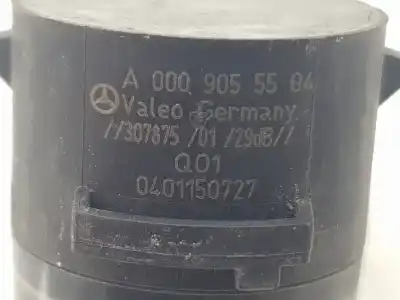 A 000 905 55 04
Valeo Germany
//307875 /01 /29dB//
Q01
0401150727